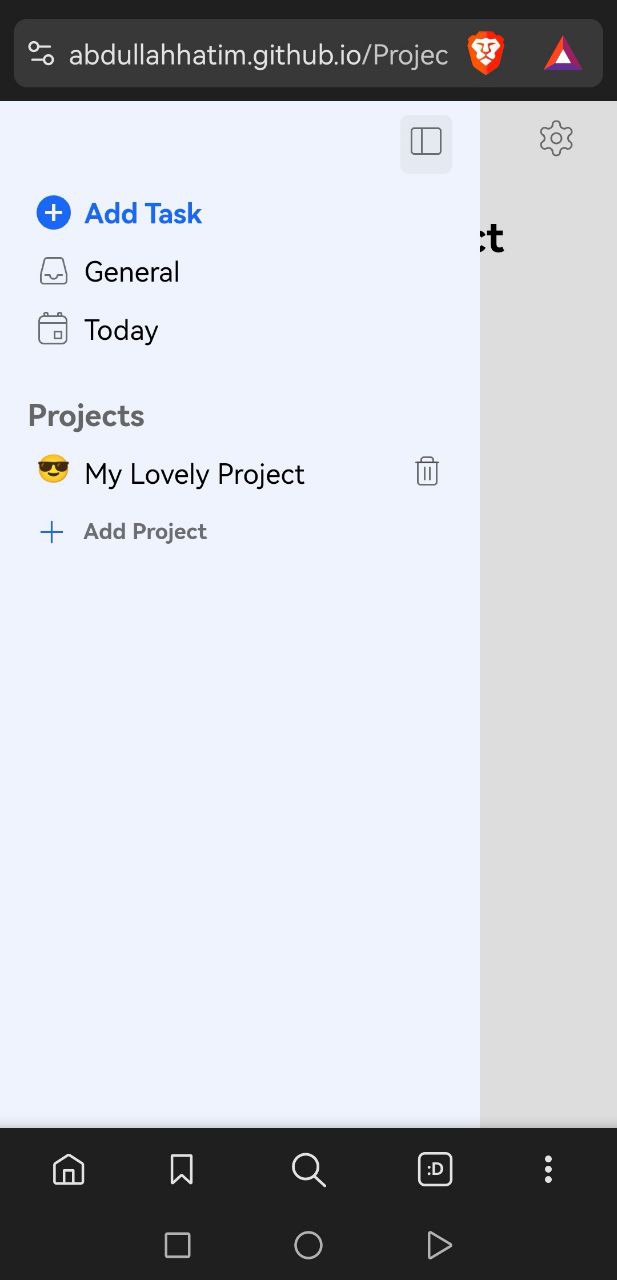 abdullahhatim.github.io/Projec
ct
Add Task
General
Today
Projects
My Lovely Project
Add Project
:D